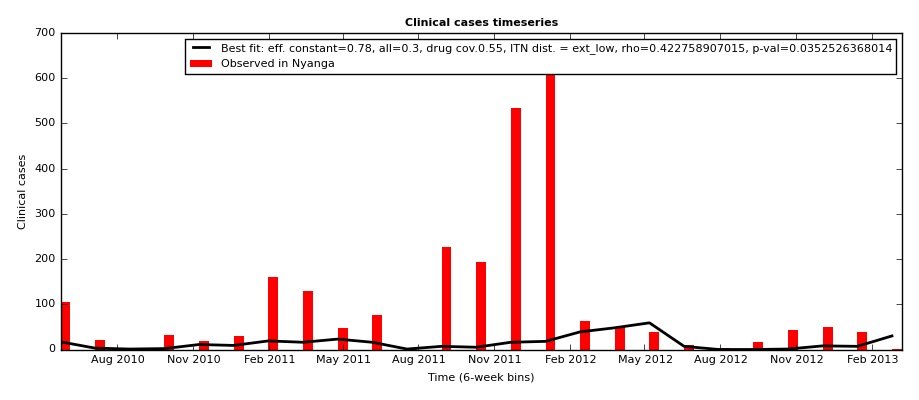 Clinical cases timeseries
700
600
500
400
300
200
100
0
Clinical cases
Best fit: eff. constant=0.78, all=0.3, drug cov.0.55, ITN dist. = ext_low, rho=0.422758907015, p-val=0.0352526368014
Observed in Nyanga
Aug 2010 Nov 2010 Feb 2011 May 2011 Aug 2011 Nov 2011 Feb 2012 May 2012 Aug 2012 Nov 2012 Feb 2013
Time (6-week bins)